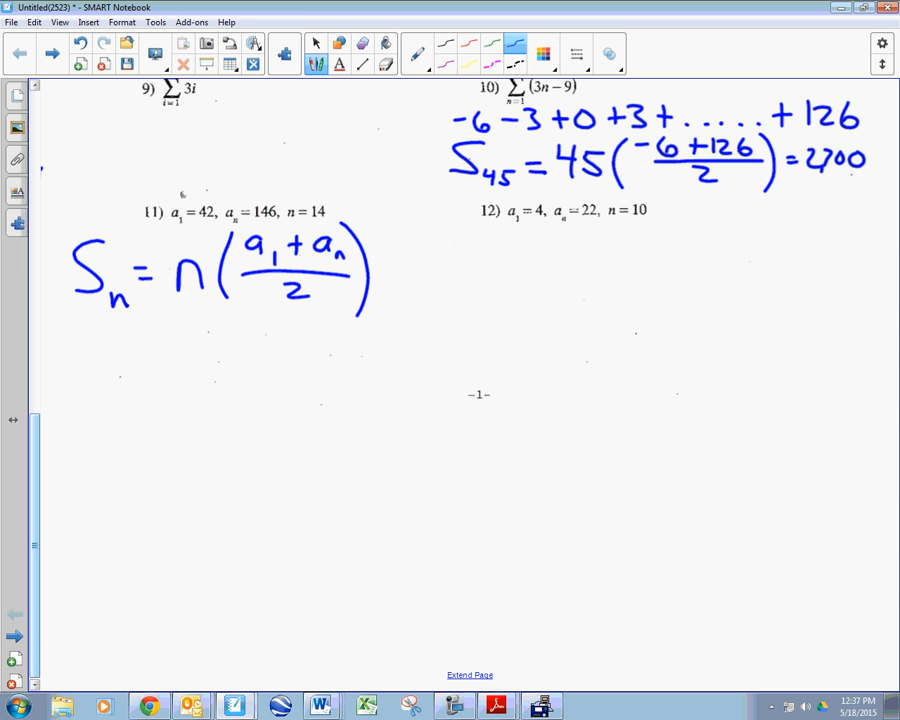 Untitled(2523) * - SMART Notebook
File Edit View Insert Format Tools Add-ons Help
9) ∑ 3i
i=1
10) ∑ (3n − 9)
n=1
-6 -3 +0 +3 + ..... + 126
S45 = 45 ( -6 +126 / 2 ) = 2,700
11) a1 = 42, an = 146, n = 14
12) a1 = 4, an = 22, n = 10
Sn = n ( a1 + an / 2 )
-1-
Extend Page
12:37 PM
5/18/2015